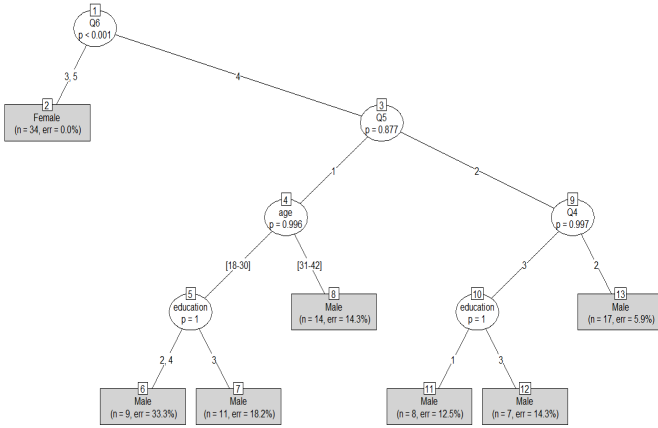 1
Q6
p < 0.001
3, 5
4
2
Female
(n = 34, err = 0.0%)
3
Q5
p = 0.877
1
2
4
age
p = 0.996
9
Q4
p = 0.997
[18-30]
[31-42]
3
2
5
education
p = 1
8
Male
(n = 14, err = 14.3%)
10
education
p = 1
13
Male
(n = 17, err = 5.9%)
2, 4
3
1
3
6
Male
(n = 9, err = 33.3%)
7
Male
(n = 11, err = 18.2%)
11
Male
(n = 8, err = 12.5%)
12
Male
(n = 7, err = 14.3%)